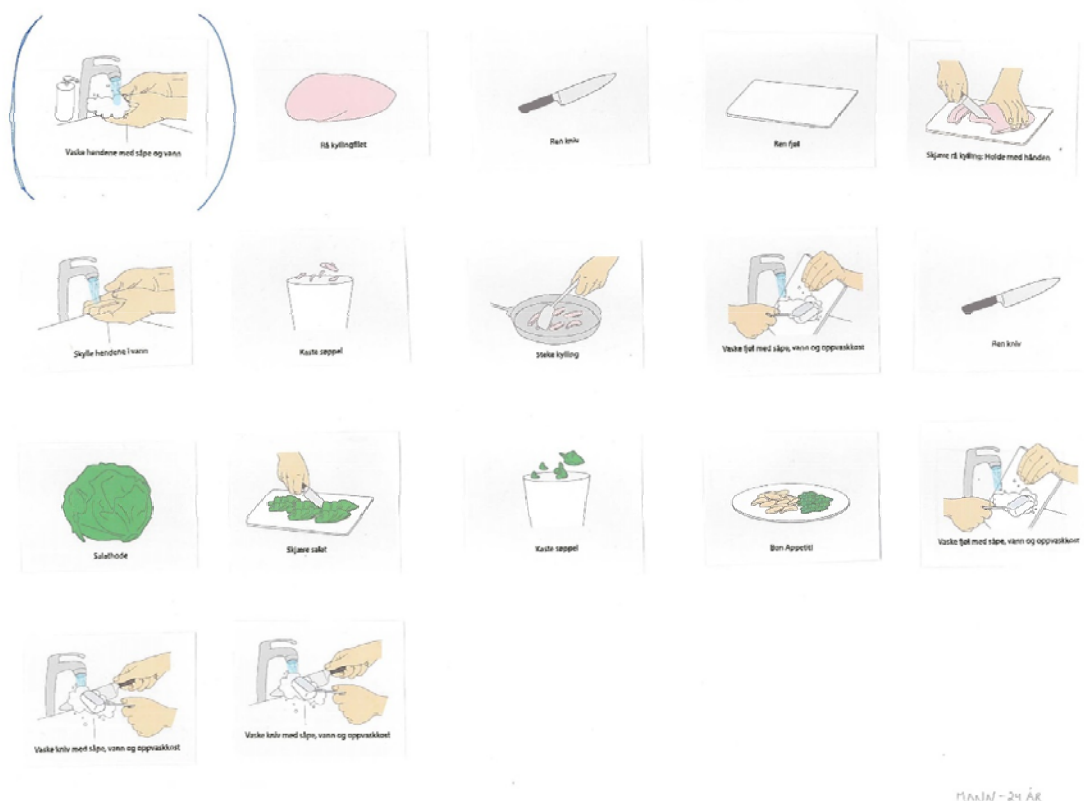 Vaske hendene med såpe og vann
Rå kyllingfilet
Ren kniv
Ren fjøl
Skjære rå kylling: Holde med hånden
Skylle hendene i vann
Kaste søppel
Steke kylling
Vaske fjøl med såpe, vann og oppvaskkost
Ren kniv
Salathode
Skjære salat
Kaste søppel
Bon Appetit!
Vaske fjøl med såpe, vann og oppvaskkost
Vaske kniv med såpe, vann og oppvaskkost
Vaske kniv med såpe, vann og oppvaskkost
MANN - 24 ÅR